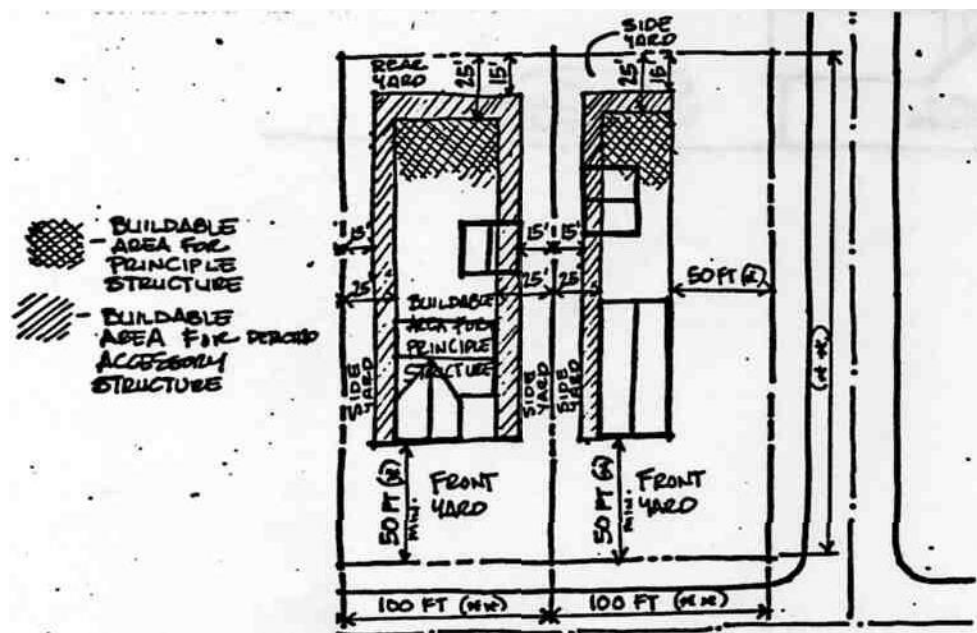 SIDE
YARD
REAR
YARD
25'
15'
25'
15'
BUILDABLE
AREA FOR
PRINCIPLE
STRUCTURE
BUILDABLE
AREA FOR
ACCESSORY
STRUCTURE
15'
15'
15'
25'
25'
25'
50 FT (*)
BUILDABLE
AREA FOR
PRINCIPLE
STRUCTURE
SIDE
YARD
SIDE YARD
SIDE
YARD
(**)
50 FT (*)
MIN.
FRONT
YARD
50 FT (*)
MIN.
FRONT
YARD
100 FT (**)
100 FT (**)